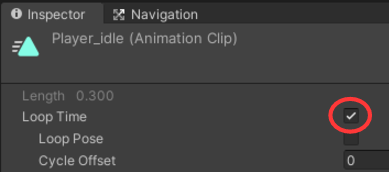 Inspector Navigation
Player_idle (Animation Clip)
Length 0.300
Loop Time
Loop Pose
Cycle Offset 0